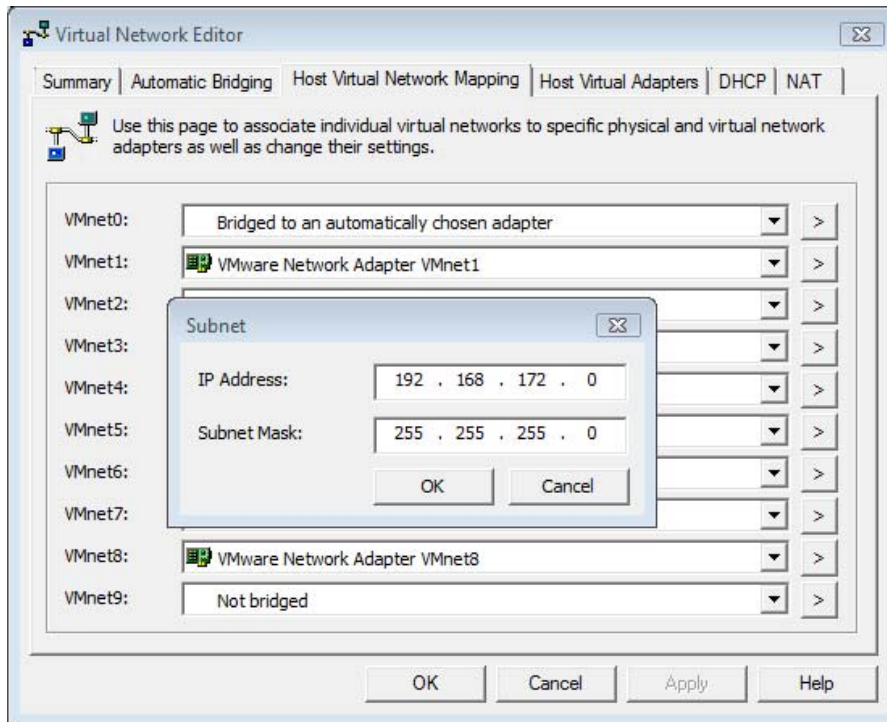 Virtual Network Editor
Summary Automatic Bridging Host Virtual Network Mapping Host Virtual Adapters DHCP NAT
Use this page to associate individual virtual networks to specific physical and virtual network
adapters as well as change their settings.
VMnet0: Bridged to an automatically chosen adapter >
VMnet1: VMware Network Adapter VMnet1 >
VMnet2: >
Subnet
VMnet3: >
IP Address: 192 . 168 . 172 . 0
VMnet4: >
VMnet5: >
Subnet Mask: 255 . 255 . 255 . 0
VMnet6: >
OK Cancel
VMnet7: >
VMnet8: VMware Network Adapter VMnet8 >
VMnet9: Not bridged >
OK Cancel Apply Help